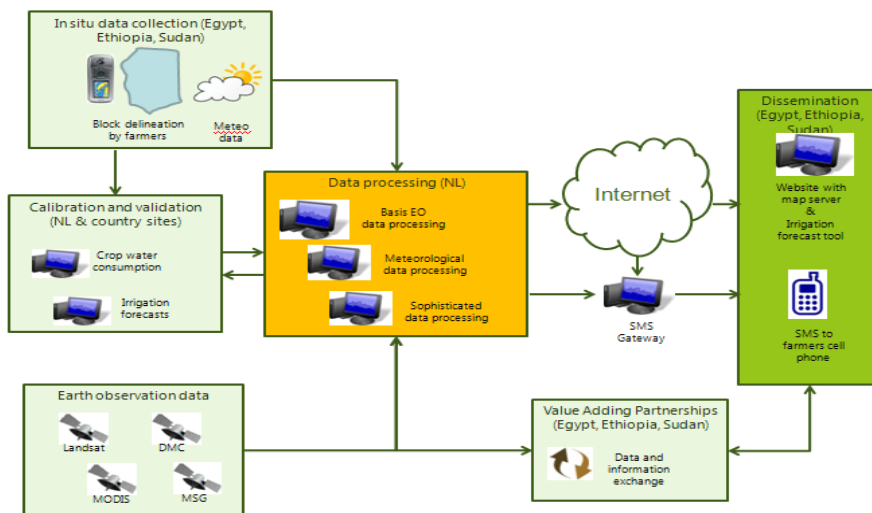 In situ data collection (Egypt,
Ethiopia, Sudan)
Block delineation
by farmers
Meteo
data
Calibration and validation
(NL & country sites)
Crop water
consumption
Irrigation
forecasts
Data processing (NL)
Basis EO
data processing
Meteorological
data processing
Sophisticated
data processing
Internet
SMS
Gateway
Dissemination
(Egypt, Ethiopia,
Sudan)
Website with
map server
&
Irrigation
forecast tool
SMS to
farmers cell
phone
Earth observation data
Landsat
DMC
MODIS
MSG
Value Adding Partnerships
(Egypt, Ethiopia, Sudan)
Data and
information
exchange